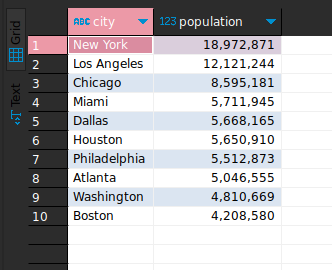 Grid
Text
ABC city 123 population
1 New York 18,972,871
2 Los Angeles 12,121,244
3 Chicago 8,595,181
4 Miami 5,711,945
5 Dallas 5,668,165
6 Houston 5,650,910
7 Philadelphia 5,512,873
8 Atlanta 5,046,555
9 Washington 4,810,669
10 Boston 4,208,580